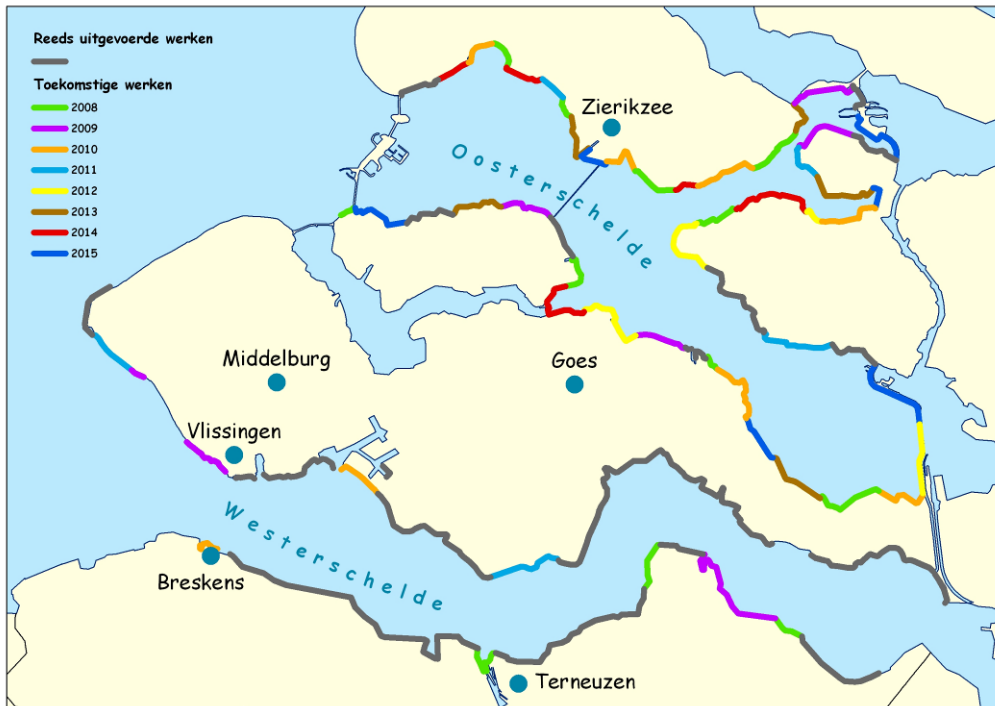 Reeds uitgevoerde werken
Toekomstige werken
2008
2009
2010
2011
2012
2013
2014
2015
Zierikzee
Oosterschelde
Middelburg
Goes
Vlissingen
Westerschelde
Breskens
Terneuzen